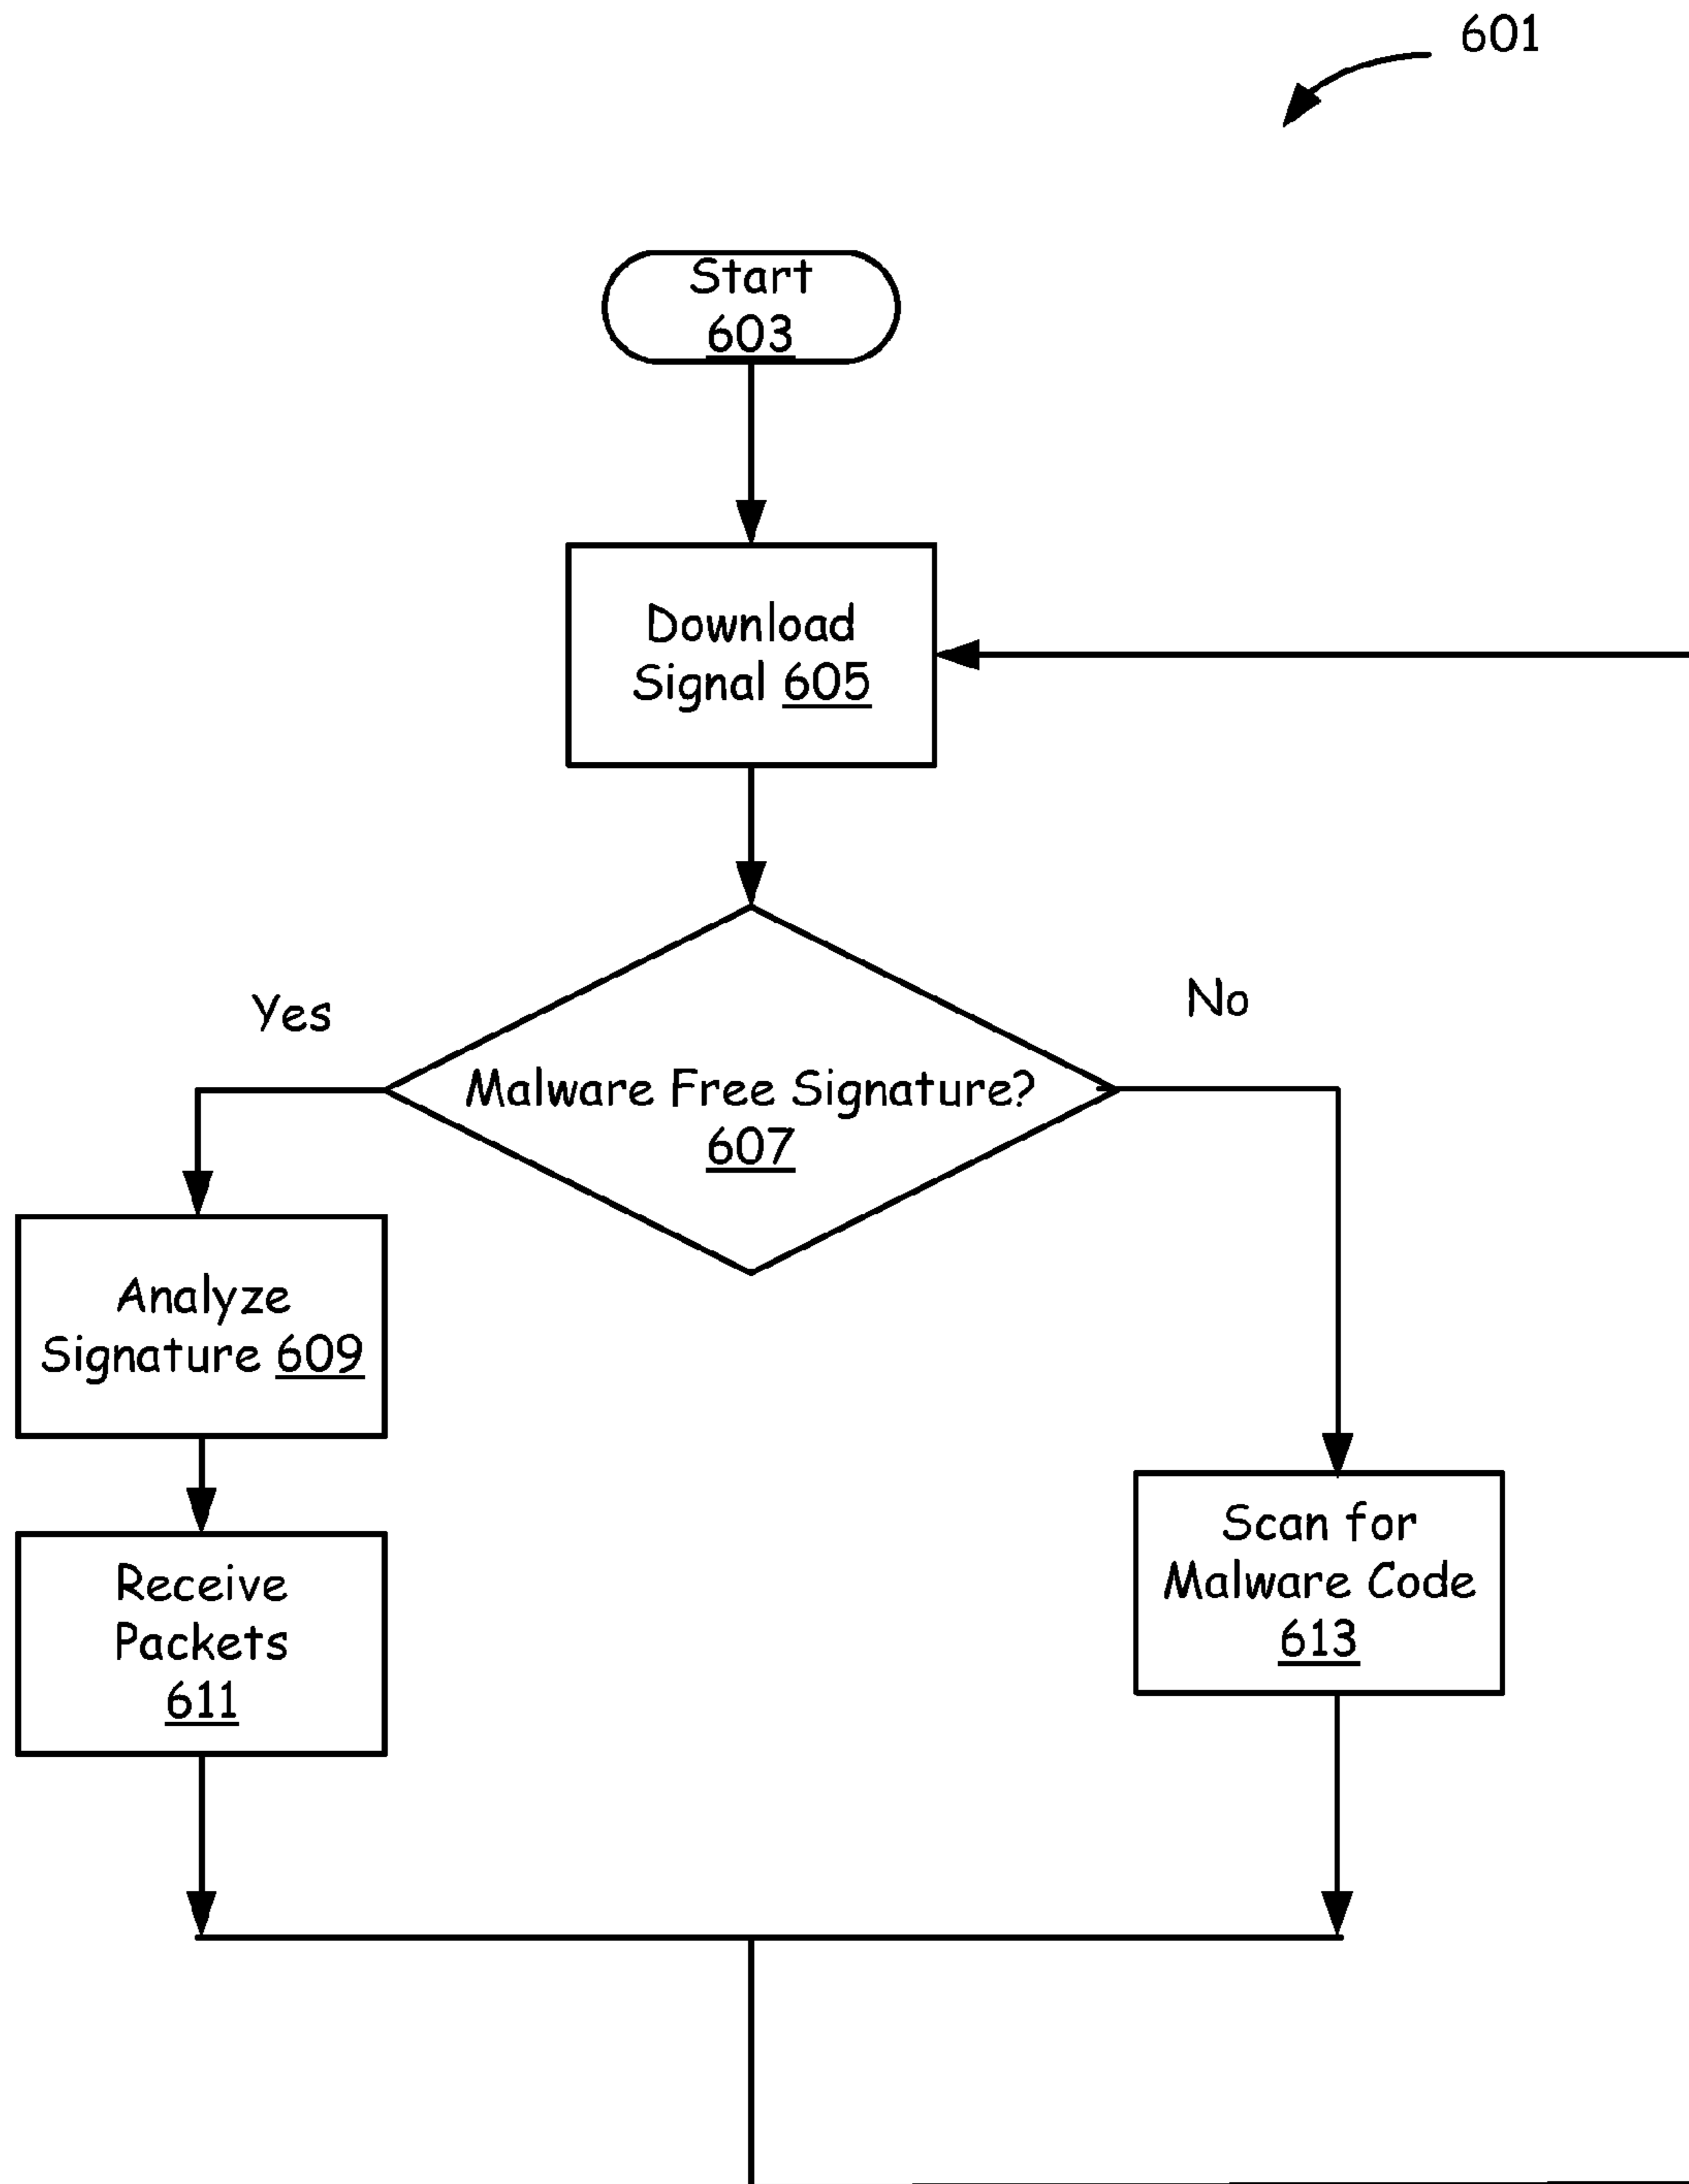 601
Start
603
Download
Signal 605
Yes
No
Malware Free Signature?
607
Analyze
Signature 609
Receive
Packets
611
Scan for
Malware Code
613